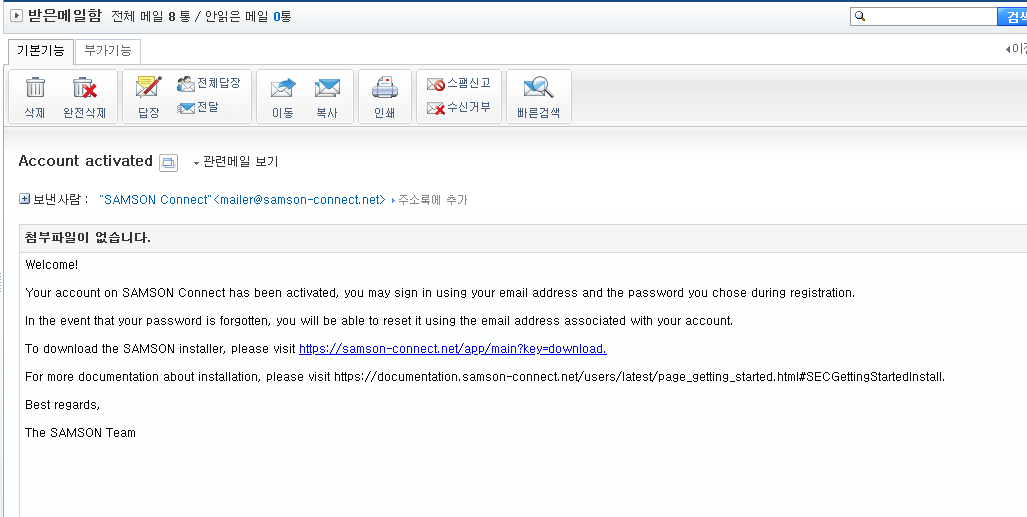 받은메일함 전체 메일 8 통 / 안읽은 메일 0통
기본기능 부가기능
삭제 완전삭제 답장 전체답장 전달 이동 복사 인쇄 스팸신고 수신거부 빠른검색
Account activated 관련메일 보기
보낸사람 : "SAMSON Connect"<mailer@samson-connect.net> 주소록에 추가
첨부파일이 없습니다.
Welcome!
Your account on SAMSON Connect has been activated, you may sign in using your email address and the password you chose during registration.
In the event that your password is forgotten, you will be able to reset it using the email address associated with your account.
To download the SAMSON installer, please visit https://samson-connect.net/app/main?key=download.
For more documentation about installation, please visit https://documentation.samson-connect.net/users/latest/page_getting_started.html#SECGettingStartedInstall.
Best regards,
The SAMSON Team